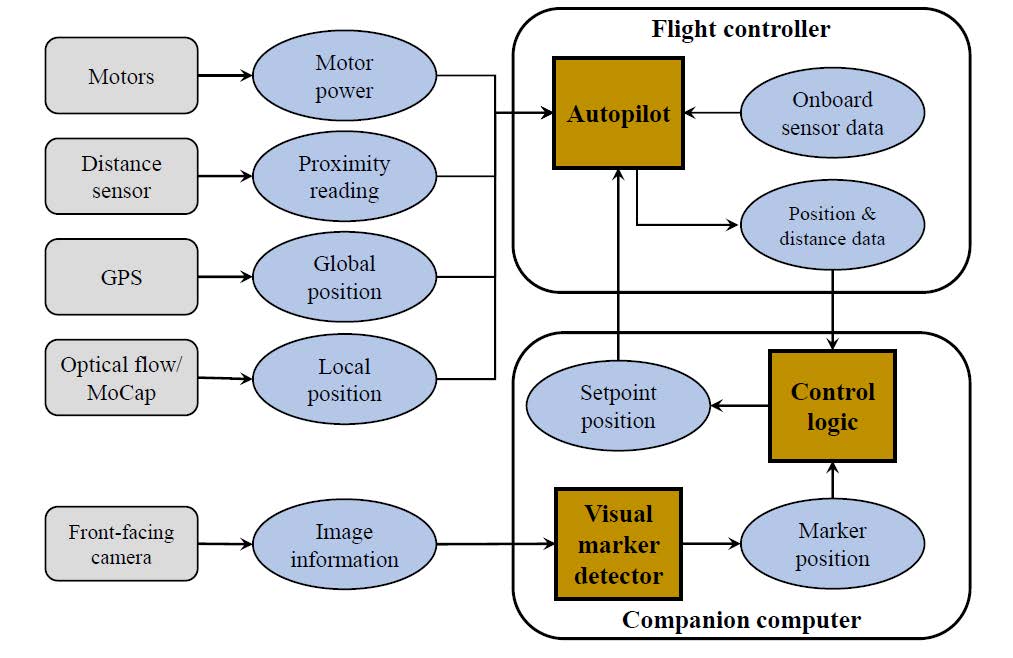 Flight controller
Motors
Motor
power
Autopilot
Onboard
sensor data
Distance
sensor
Proximity
reading
Position &
distance data
GPS
Global
position
Optical flow/
MoCap
Local
position
Setpoint
position
Control
logic
Front-facing
camera
Image
information
Visual
marker
detector
Marker
position
Companion computer